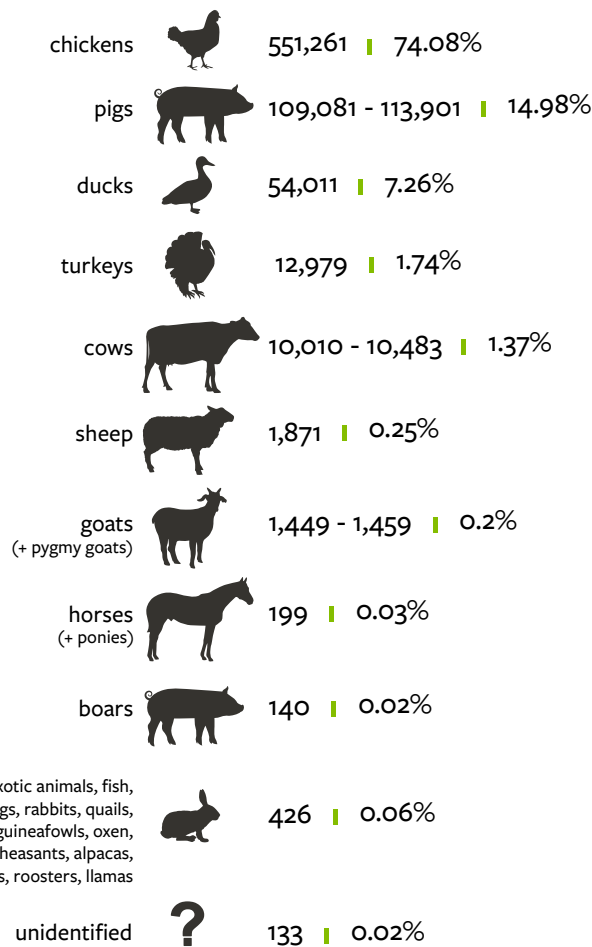 chickens 551,261 74.08%
pigs 109,081 - 113,901 14.98%
ducks 54,011 7.26%
turkeys 12,979 1.74%
cows 10,010 - 10,483 1.37%
sheep 1,871 0.25%
goats 1,449 - 1,459 0.2%
(+ pygmy goats)
horses 199 0.03%
(+ ponies)
boars 140 0.02%
animals, fish,
rabbits, quails,
oxen,
alpacas,
426 0.06%
roosters, llamas
unidentified ? 133 0.02%